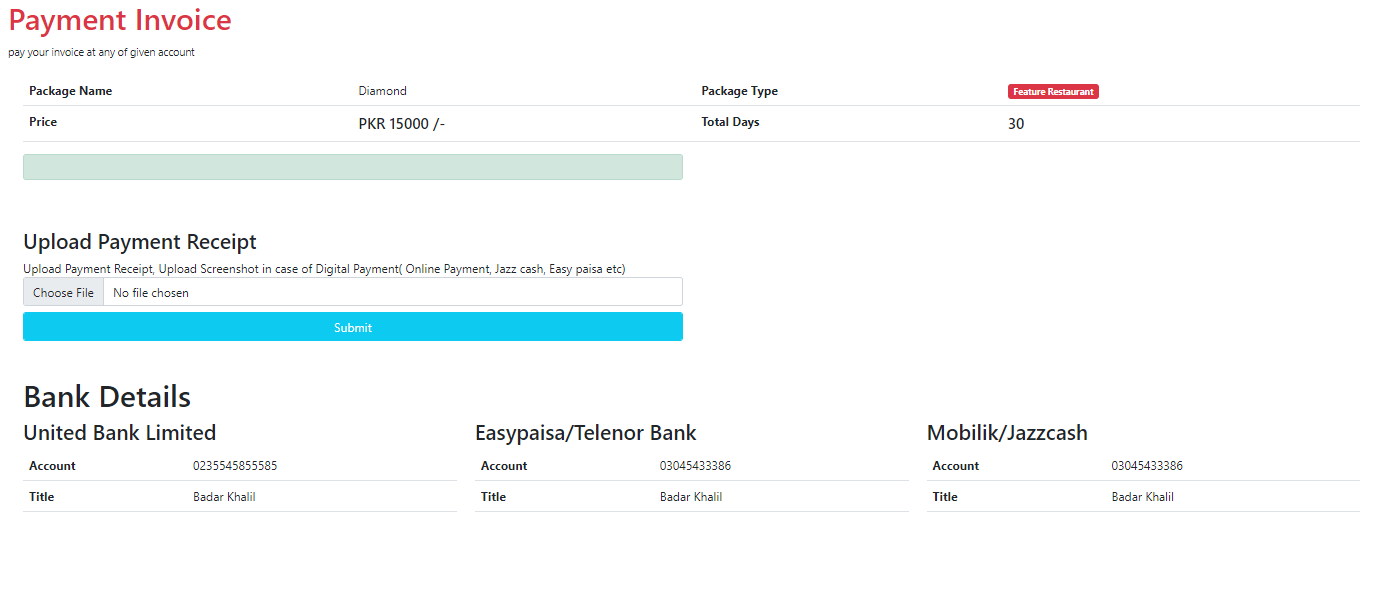 Payment Invoice
pay your invoice at any of given account
Package Name Diamond Package Type Feature Restaurant
Price PKR 15000 /- Total Days 30
Upload Payment Receipt
Upload Payment Receipt, Upload Screenshot in case of Digital Payment( Online Payment, Jazz cash, Easy paisa etc)
Choose File No file chosen
Submit
Bank Details
United Bank Limited Easypaisa/Telenor Bank Mobilik/Jazzcash
Account 0235545855585 Account 03045433386 Account 03045433386
Title Badar Khalil Title Badar Khalil Title Badar Khalil